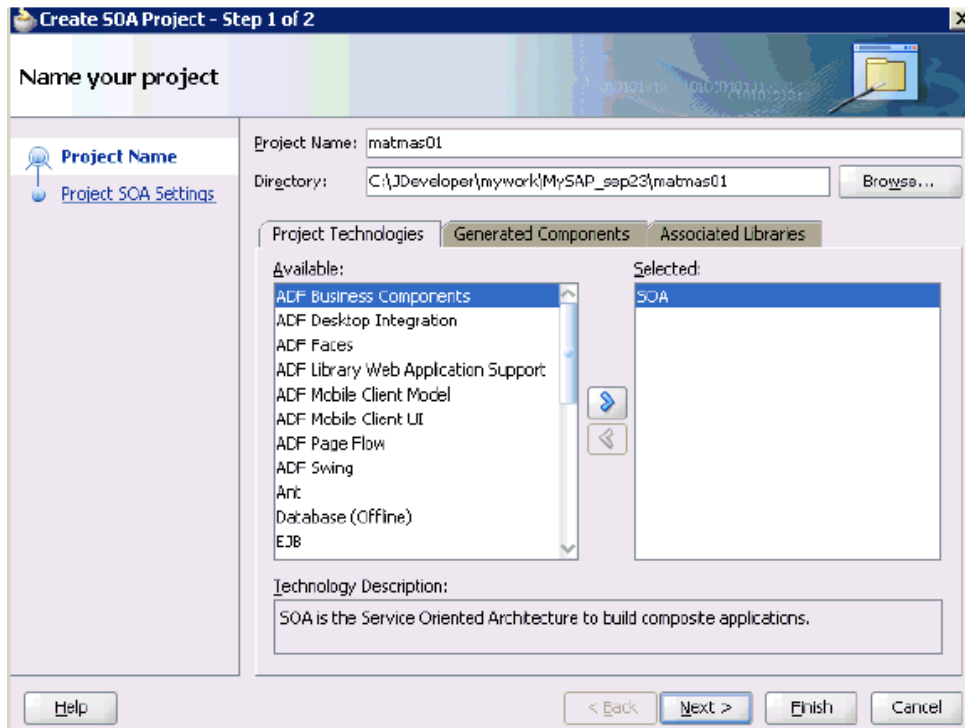 Create SOA Project - Step 1 of 2
Name your project
Project Name
Project SOA Settings
Project Name: matmas01
Directory: C:\JDeveloper\mywork\MySAP_sep23\matmas01 Browse...
Project Technologies Generated Components Associated Libraries
Available: Selected:
ADF Business Components SOA
ADF Desktop Integration
ADF Faces
ADF Library Web Application Support
ADF Mobile Client Model
ADF Mobile Client UI
ADF Page Flow
ADF Swing
Ant
Database (Offline)
EJB
Technology Description:
SOA is the Service Oriented Architecture to build composite applications.
Help < Back Next > Finish Cancel